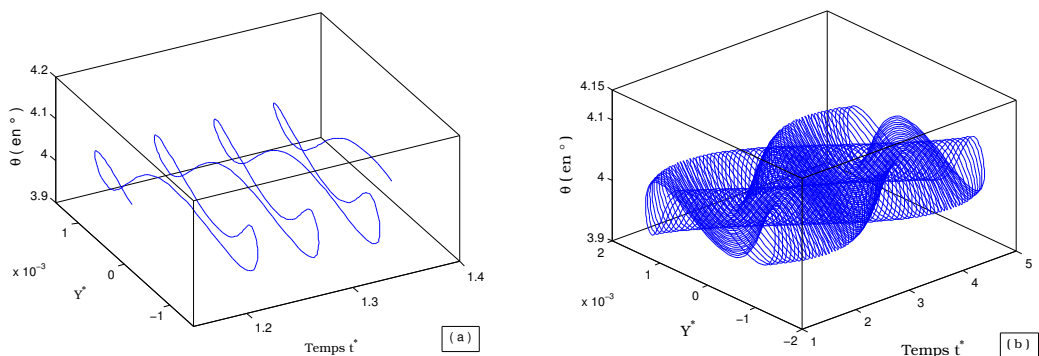 4.2
4.1
4
3.9
θ ( en ° )
1
0
−1
x 10⁻³
Y*
1.2
1.3
1.4
Temps t*
( a )
4.15
4.1
4
3.9
θ ( en ° )
2
1
0
−1
−2
x 10⁻³
Y*
1
2
3
4
5
Temps t*
( b )